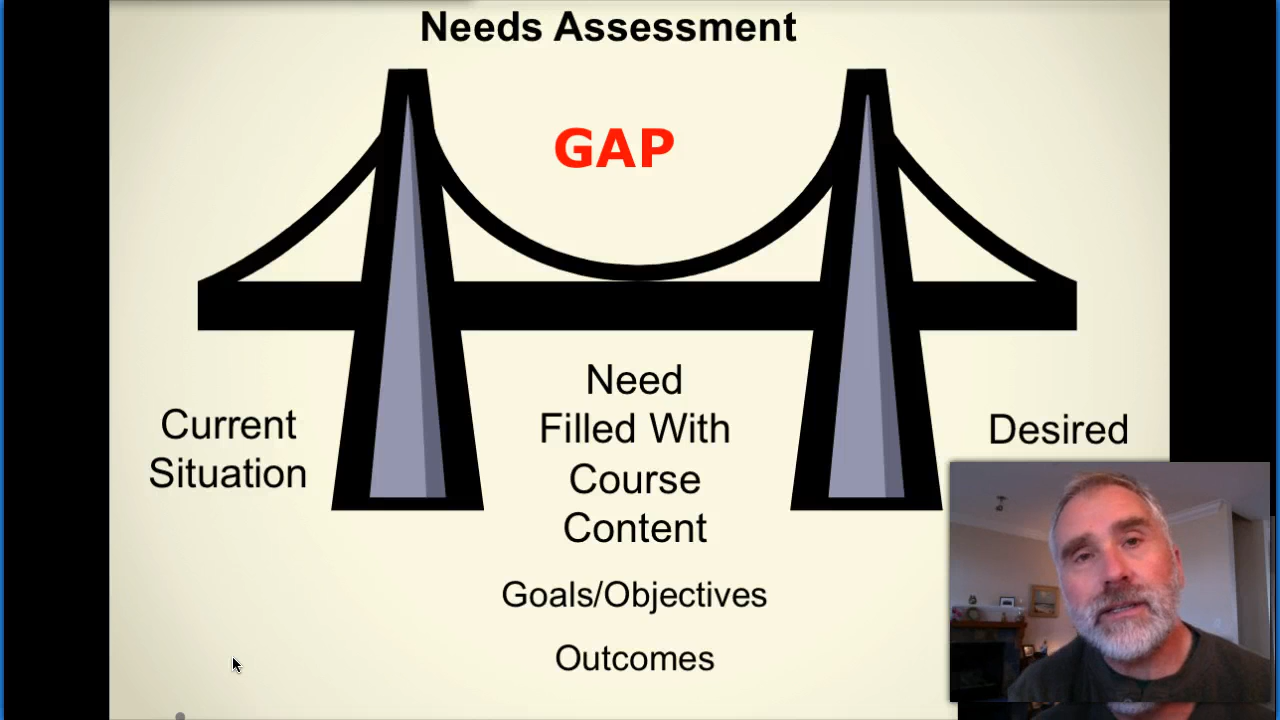 Needs Assessment
GAP
Current
Situation
Need
Filled With
Course
Content
Goals/Objectives
Outcomes
Desired